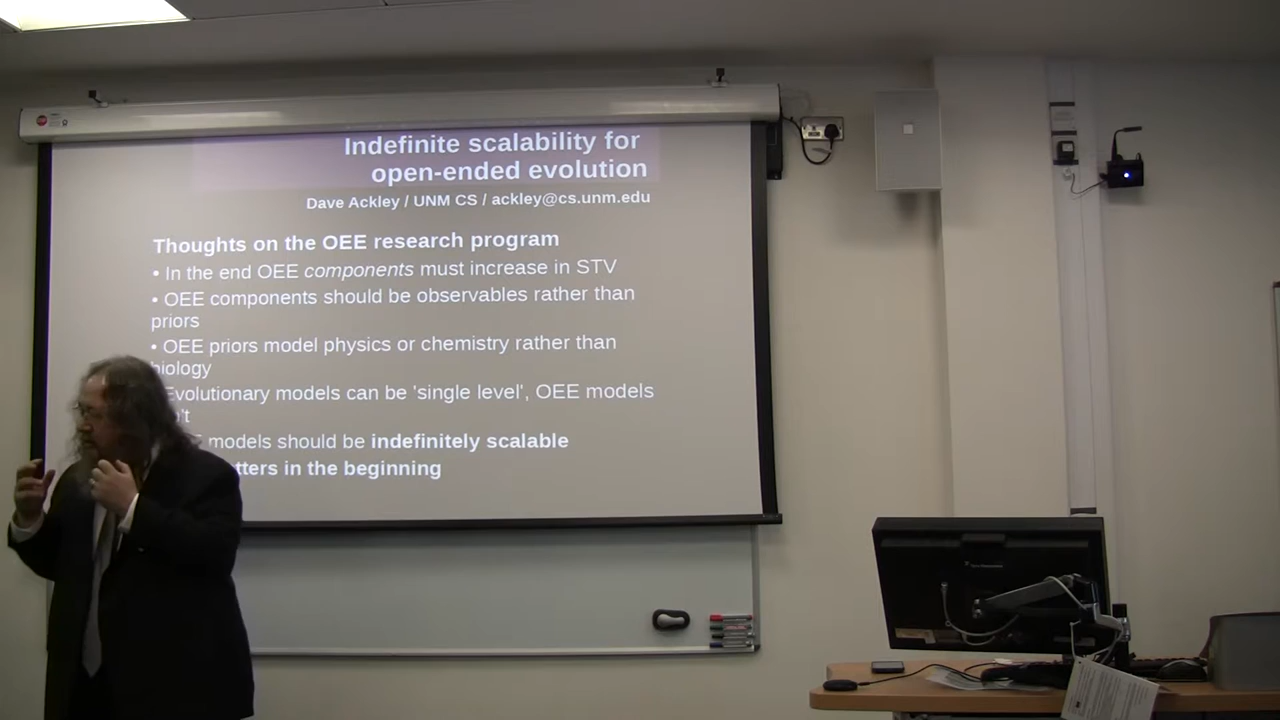 Indefinite scalability for
open-ended evolution
Dave Ackley / UNM CS / ackley@cs.unm.edu
Thoughts on the OEE research program
• In the end OEE components must increase in STV
• OEE components should be observables rather than
priors
• OEE priors model physics or chemistry rather than
biology
Evolutionary models can be 'single level', OEE models
models should be indefinitely scalable
in the beginning